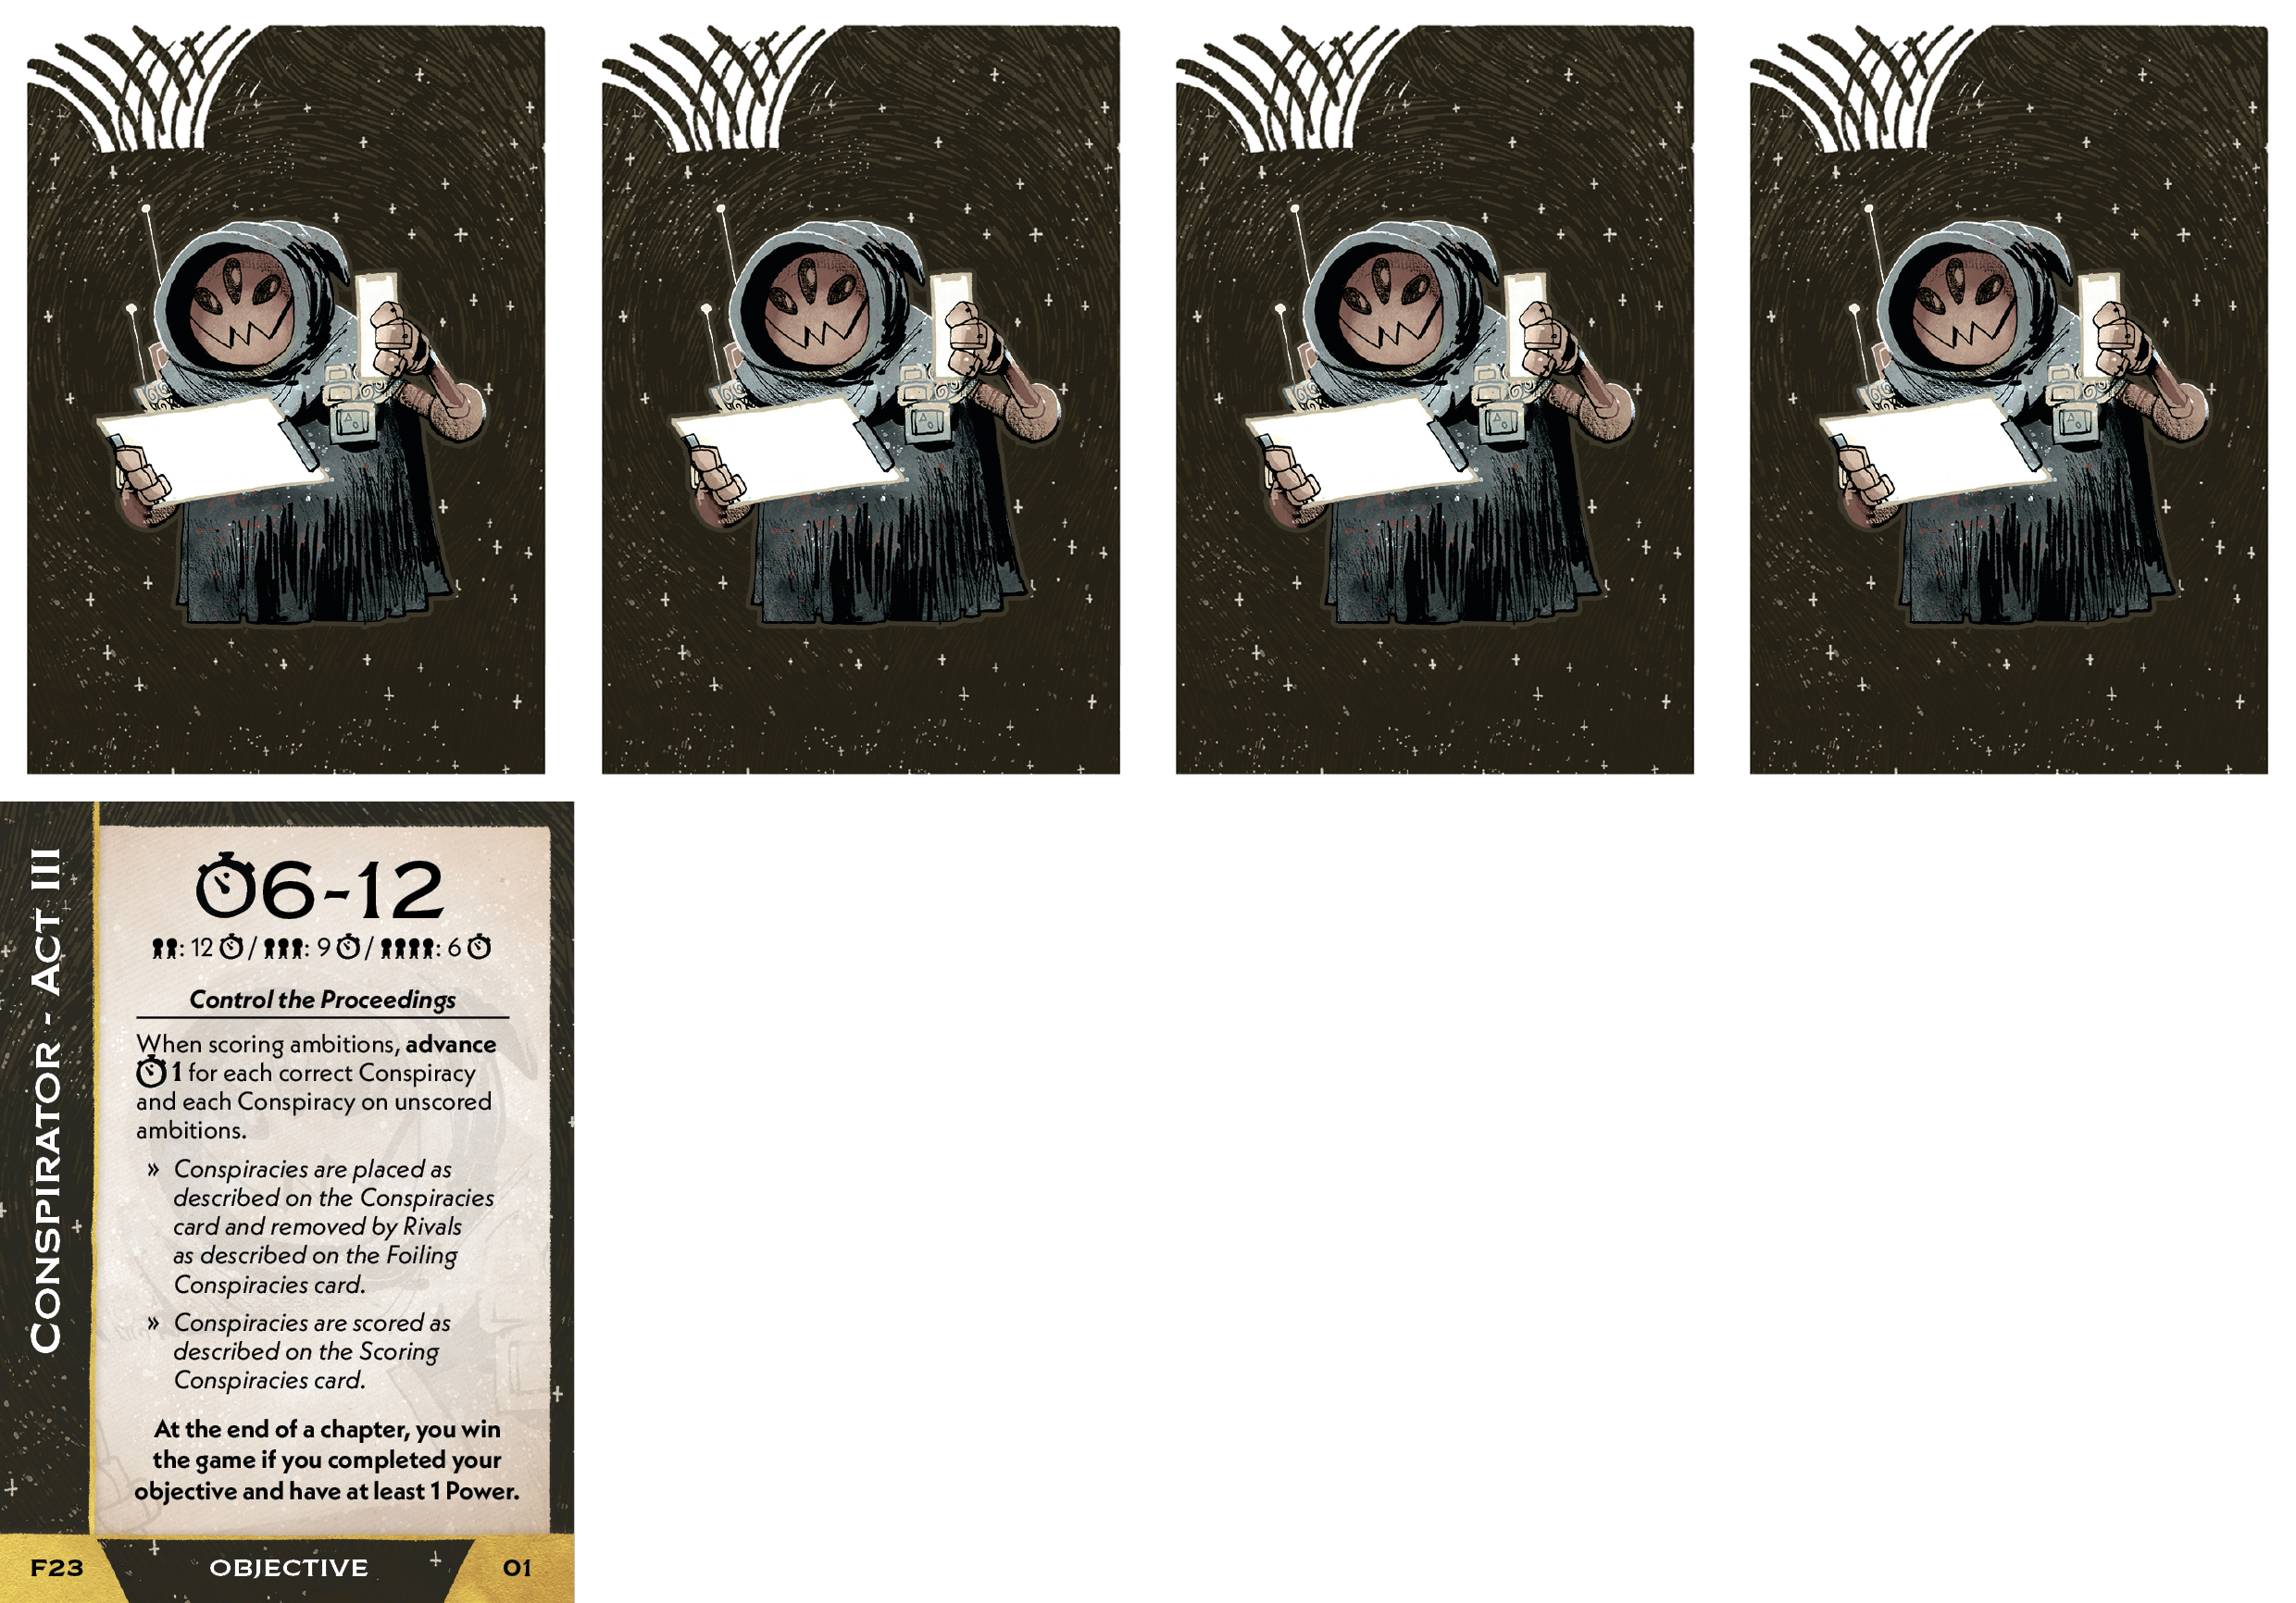 CONSPIRATOR - ACT III
06-12
: 12 / : 9 / : 6
Control the Proceedings
When scoring ambitions, advance
1 for each correct Conspiracy
and each Conspiracy on unscored
ambitions.
» Conspiracies are placed as
described on the Conspiracies
card and removed by Rivals
as described on the Foiling
Conspiracies card.
» Conspiracies are scored as
described on the Scoring
Conspiracies card.
At the end of a chapter, you win
the game if you completed your
objective and have at least 1 Power.
F23
OBJECTIVE
01